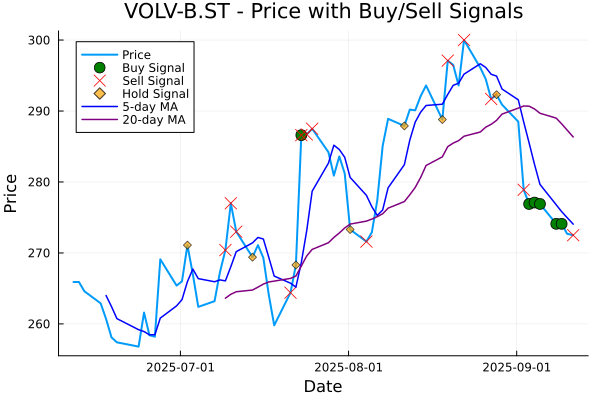 VOLV-B.ST - Price with Buy/Sell Signals
300
290
280
270
260
Price
Price
Buy Signal
Sell Signal
Hold Signal
5-day MA
20-day MA
2025-07-01
2025-08-01
2025-09-01
Date